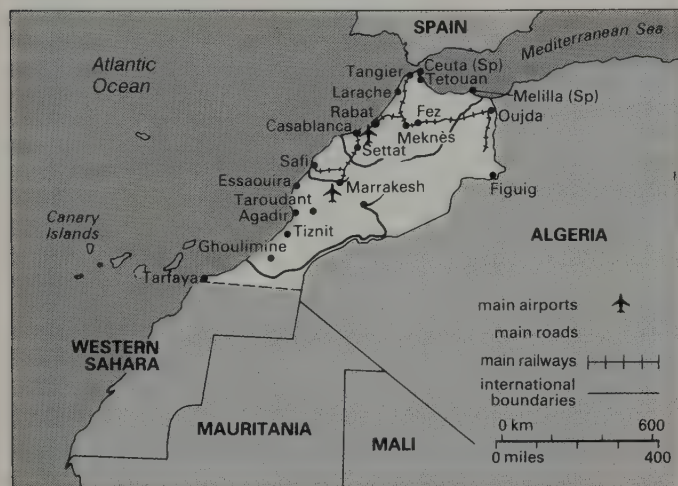 SPAIN
Mediterranean Sea
Atlantic
Ocean
Ceuta (Sp)
Tangier
Tetouan
Larache
Melilla (Sp)
Rabat
Fez
Oujda
Casablanca
Meknès
Settat
Safi
Essaouira
Marrakesh
Figuig
Taroudant
Agadir
Canary
Islands
Tiznit
ALGERIA
Ghoulimine
Tarfaya
main airports
main roads
WESTERN
SAHARA
main railways
international
boundaries
MAURITANIA
MALI
0 km 600
0 miles 400